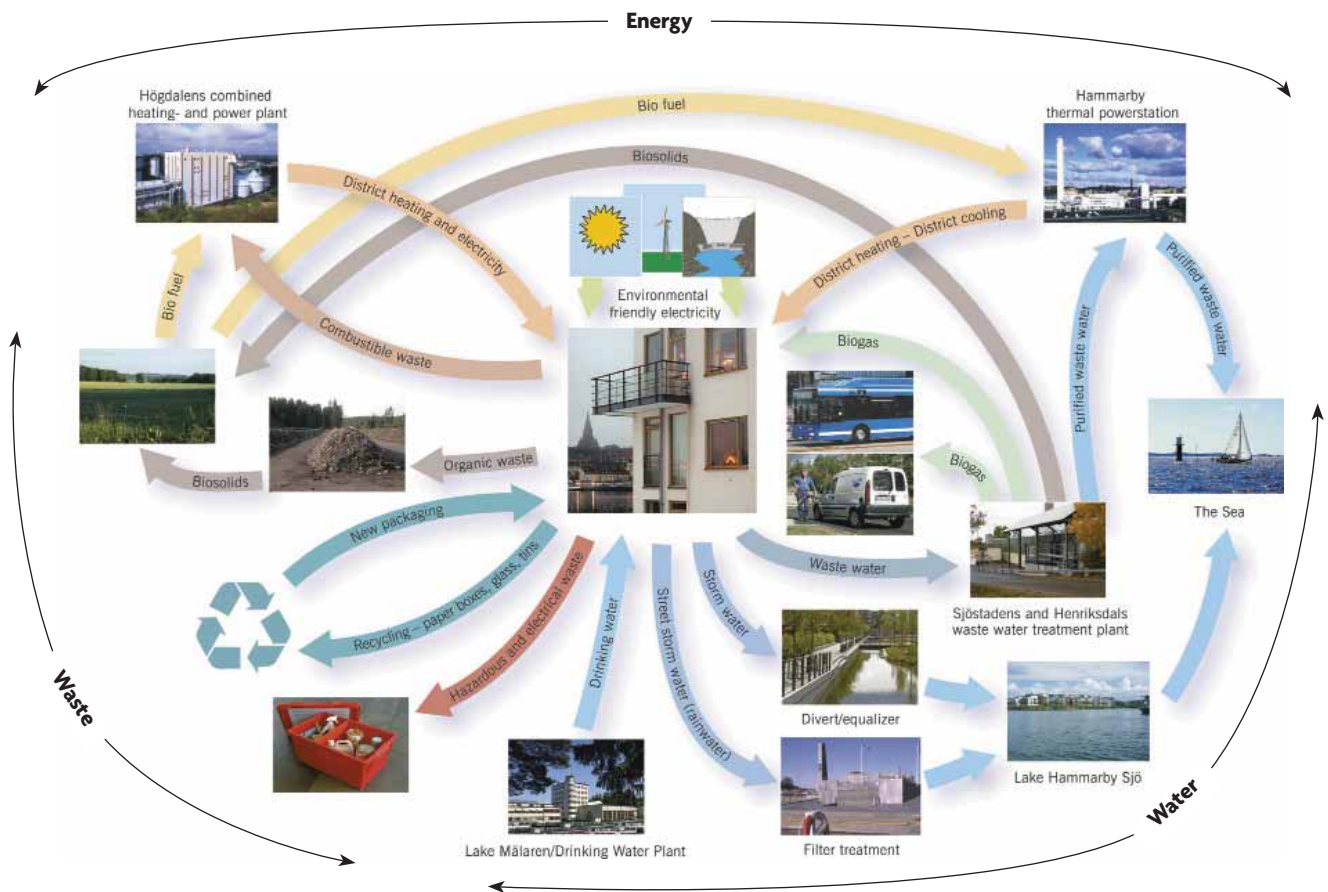 Energy
Högdalens combined
heating- and power plant
Hammarby
thermal powerstation
Bio fuel
Biosolids
District heating and electricity
District heating – District cooling
Purified waste water
Bio fuel
Environmental
friendly electricity
Combustible waste
Biogas
Purified waste water
Organic waste
Biosolids
Biogas
The Sea
New packaging
Waste water
Recycling – paper boxes, glass, tins
Hazardous and electrical waste
Drinking water
Street storm water (rainwater)
Storm water
Sjöstadens and Henriksdals
waste water treatment plant
Waste
Divert/equalizer
Lake Hammarby Sjö
Water
Lake Mälaren/Drinking Water Plant
Filter treatment